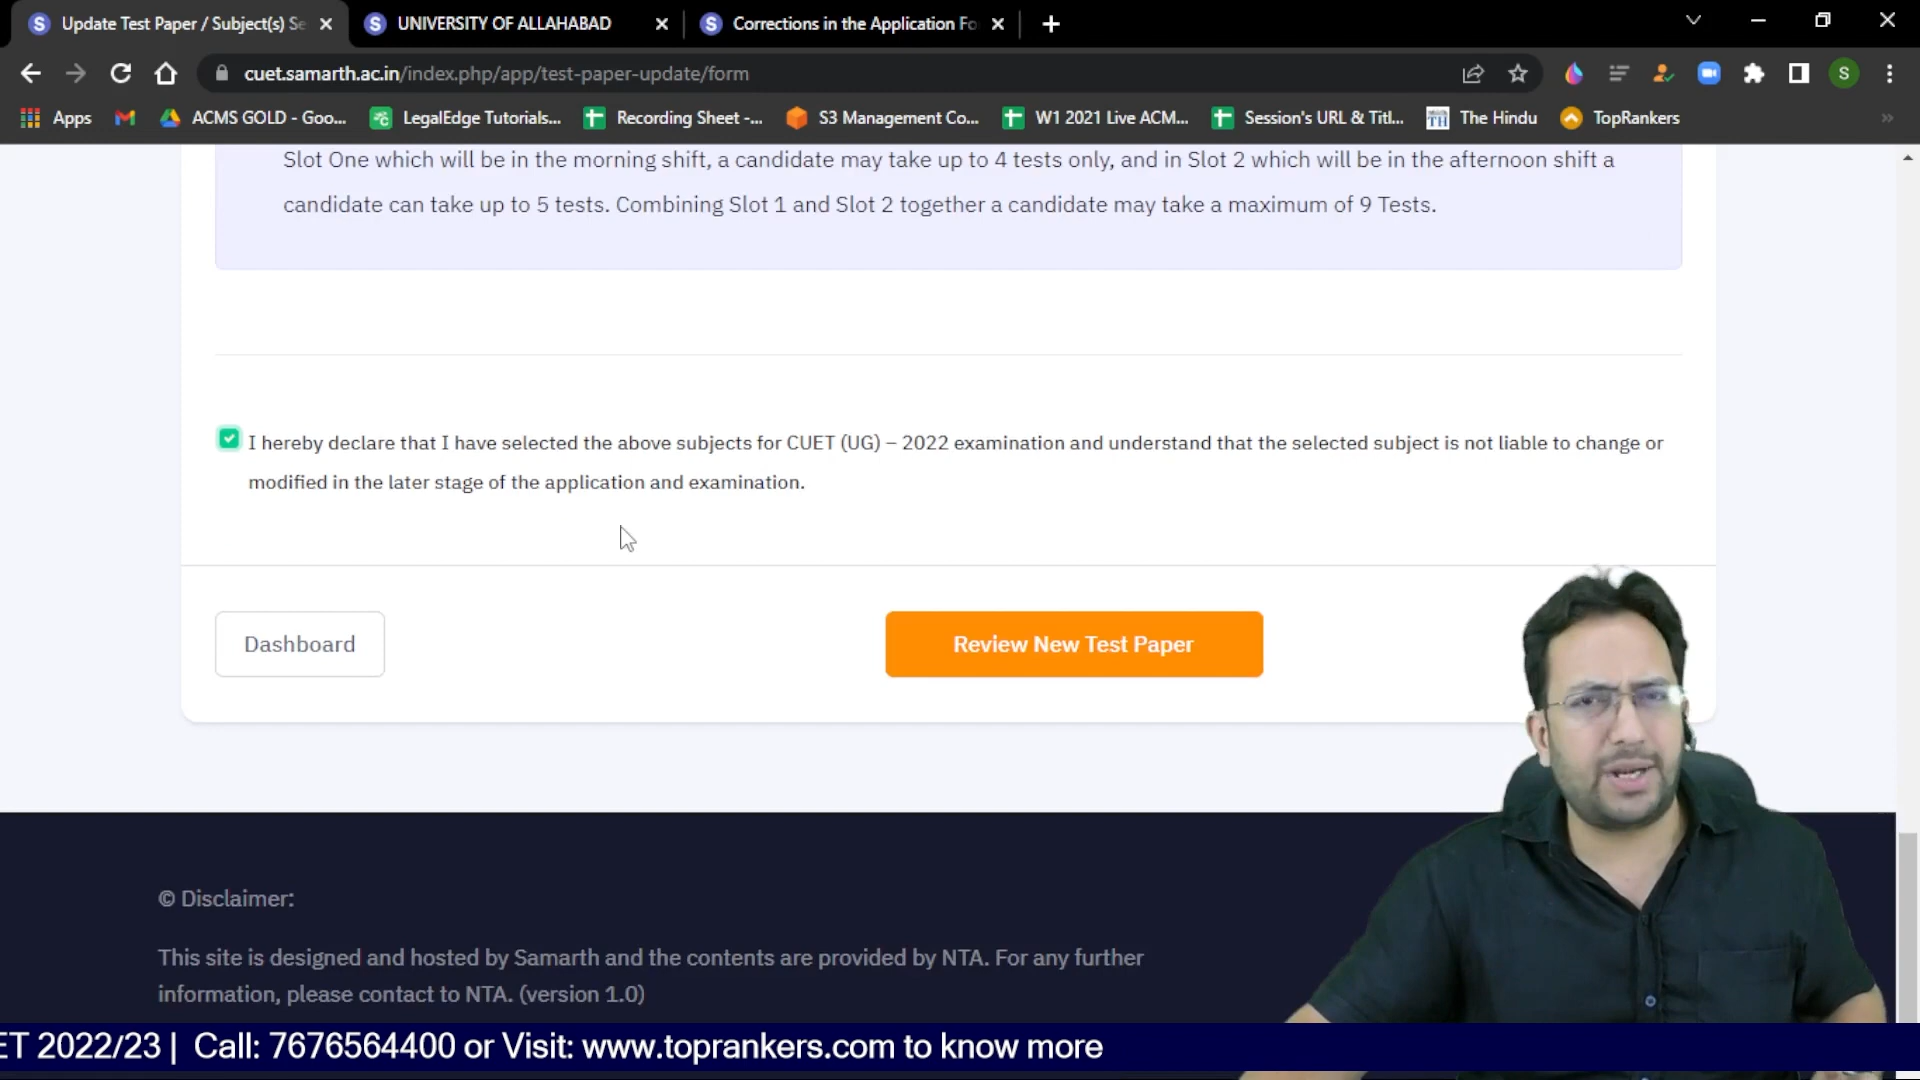 Update Test Paper / Subject(s) Se
UNIVERSITY OF ALLAHABAD
Corrections in the Application Fo
cuet.samarth.ac.in/index.php/app/test-paper-update/form
S
Apps
ACMS GOLD - Goo...
LegalEdge Tutorials...
Recording Sheet -...
S3 Management Co...
W1 2021 Live ACM...
Session's URL & Titl...
The Hindu
TopRankers
Slot One which will be in the morning shift, a candidate may take up to 4 tests only, and in Slot 2 which will be in the afternoon shift a
candidate can take up to 5 tests. Combining Slot 1 and Slot 2 together a candidate may take a maximum of 9 Tests.
I hereby declare that I have selected the above subjects for CUET (UG) – 2022 examination and understand that the selected subject is not liable to change or
modified in the later stage of the application and examination.
Dashboard
Review New Test Paper
© Disclaimer:
This site is designed and hosted by Samarth and the contents are provided by NTA. For any further
information, please contact to NTA. (version 1.0)
ET 2022/23 | Call: 7676564400 or Visit: www.toprankers.com to know more